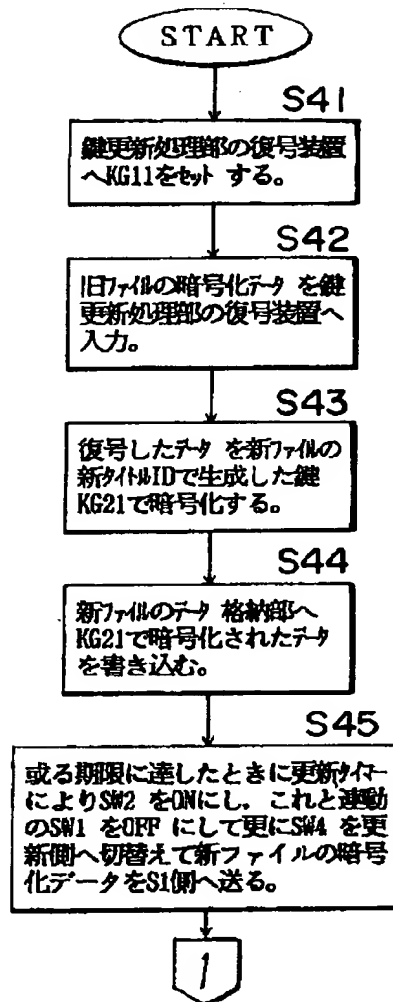 START
S41
鍵更新処理部の復号装置
へKG11をセット する。
S42
旧ファイルの暗号化データ を鍵
更新処理部の復号装置へ
入力。
S43
復号したデータ を新ファイルの
新タイトルIDで生成した鍵
KG21で暗号化する。
S44
新ファイルのデータ 格納部へ
KG21で暗号化されたデータ
を書き込む。
S45
或る期限に達したときに更新タイマー
によりSW2 をONにし、これと連動
のSW1 をOFF にして更にSW4 を更
新側へ切替えて新ファイルの暗号
化データをS1側へ送る。
1